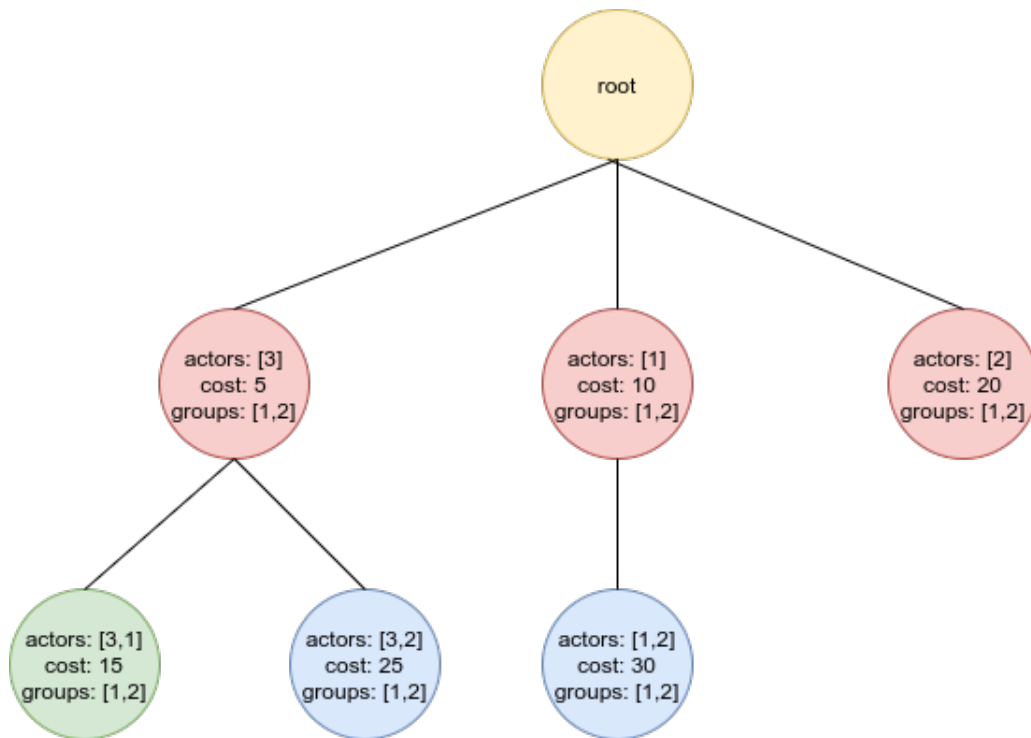 root
actors: [3]
cost: 5
groups: [1,2]
actors: [1]
cost: 10
groups: [1,2]
actors: [2]
cost: 20
groups: [1,2]
actors: [3,1]
cost: 15
groups: [1,2]
actors: [3,2]
cost: 25
groups: [1,2]
actors: [1,2]
cost: 30
groups: [1,2]